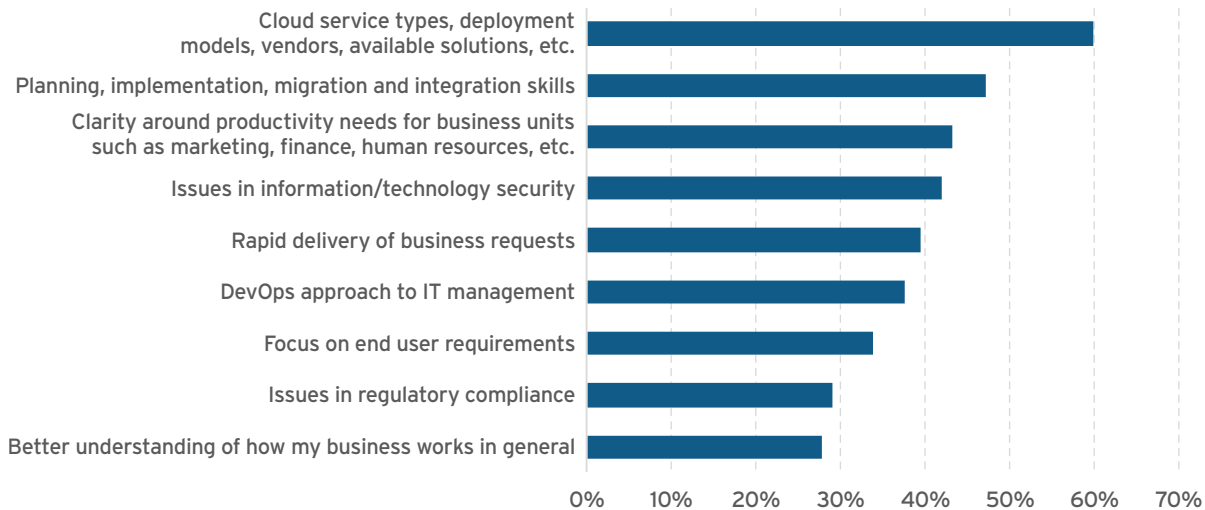 Cloud service types, deployment
models, vendors, available solutions, etc.
Planning, implementation, migration and integration skills
Clarity around productivity needs for business units
such as marketing, finance, human resources, etc.
Issues in information/technology security
Rapid delivery of business requests
DevOps approach to IT management
Focus on end user requirements
Issues in regulatory compliance
Better understanding of how my business works in general
0% 10% 20% 30% 40% 50% 60% 70%